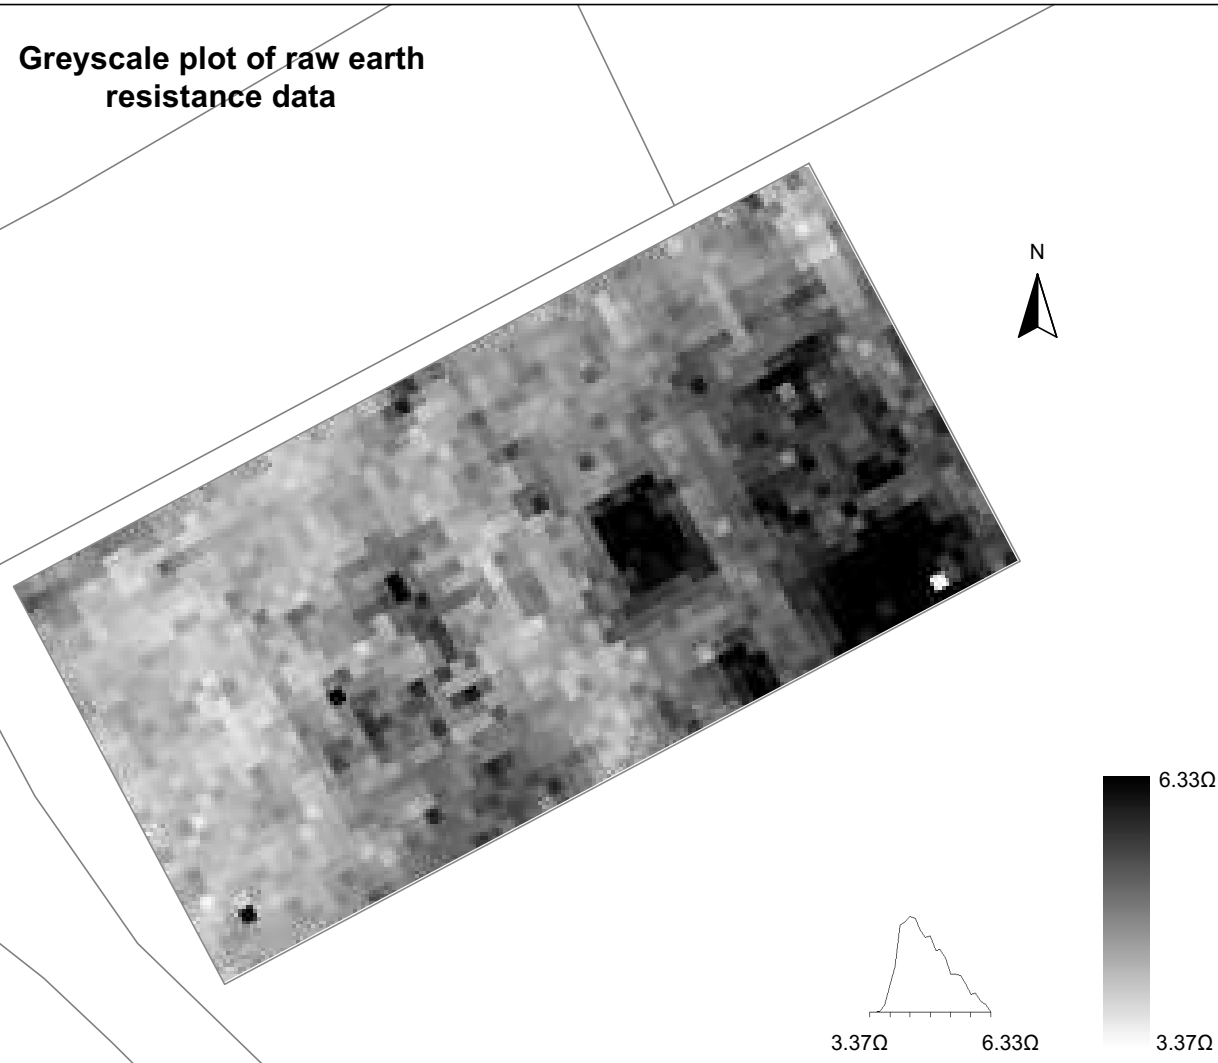 Greyscale plot of raw earth
resistance data
N
6.33Ω
3.37Ω
3.37Ω
6.33Ω